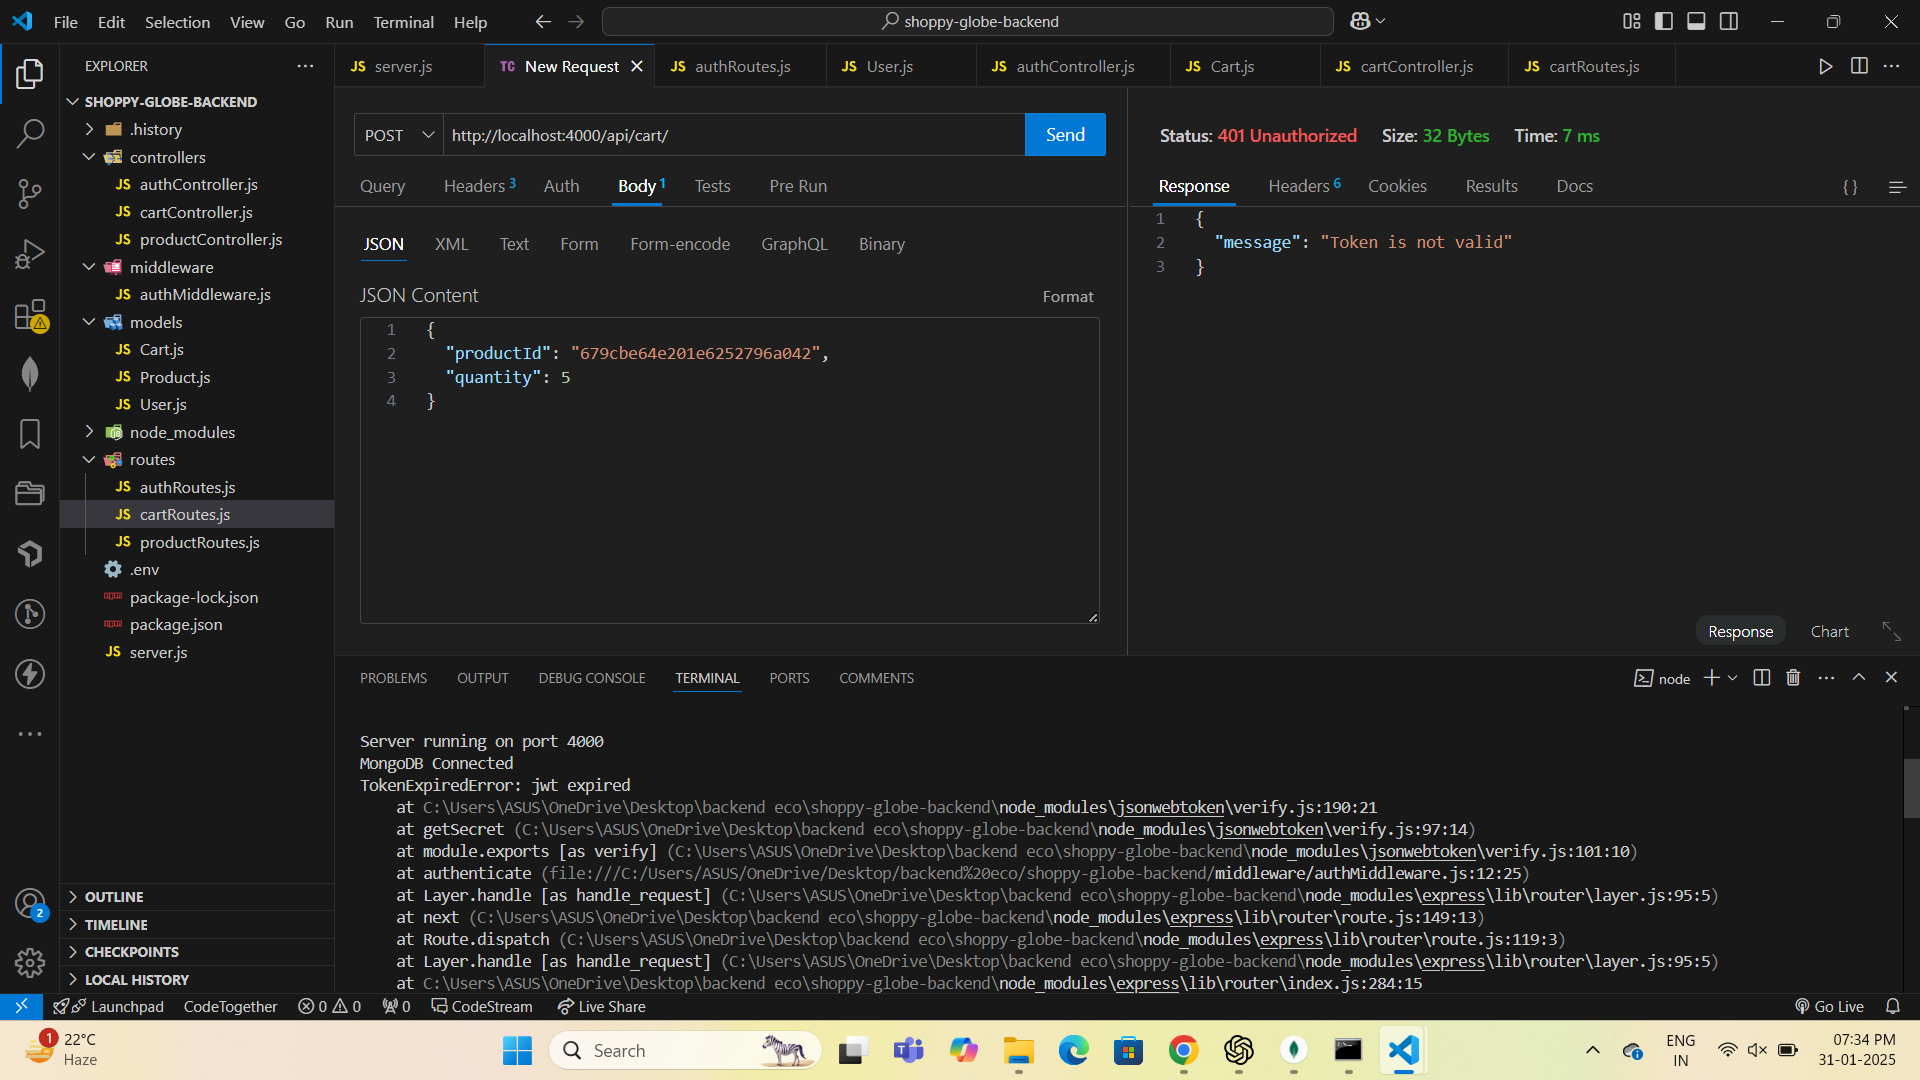 File Edit Selection View Go Run Terminal Help
shoppy-globe-backend
EXPLORER
SHOPPY-GLOBE-BACKEND
.history
controllers
JS authController.js
JS cartController.js
JS productController.js
middleware
JS authMiddleware.js
models
JS Cart.js
JS Product.js
JS User.js
node_modules
routes
JS authRoutes.js
JS cartRoutes.js
JS productRoutes.js
.env
package-lock.json
package.json
JS server.js
OUTLINE
TIMELINE
CHECKPOINTS
LOCAL HISTORY
2
JS server.js
TC New Request
JS authRoutes.js
JS User.js
JS authController.js
JS Cart.js
JS cartController.js
JS cartRoutes.js
POST http://localhost:4000/api/cart/ Send
Query Headers 3 Auth Body 1 Tests Pre Run
JSON XML Text Form Form-encode GraphQL Binary
JSON Content Format
1 {
2 "productId": "679cbe64e201e6252796a042",
3 "quantity": 5
4 }
Status: 401 Unauthorized Size: 32 Bytes Time: 7 ms
Response Headers 6 Cookies Results Docs {}
1 {
2 "message": "Token is not valid"
3 }
Response Chart
PROBLEMS OUTPUT DEBUG CONSOLE TERMINAL PORTS COMMENTS
node
Server running on port 4000
MongoDB Connected
TokenExpiredError: jwt expired
at C:\Users\ASUS\OneDrive\Desktop\backend eco\shoppy-globe-backend\node_modules\jsonwebtoken\verify.js:190:21
at getSecret (C:\Users\ASUS\OneDrive\Desktop\backend eco\shoppy-globe-backend\node_modules\jsonwebtoken\verify.js:97:14)
at module.exports [as verify] (C:\Users\ASUS\OneDrive\Desktop\backend eco\shoppy-globe-backend\node_modules\jsonwebtoken\verify.js:101:10)
at authenticate (file:///C:/Users/ASUS/OneDrive/Desktop/backend%20eco/shoppy-globe-backend/middleware/authMiddleware.js:12:25)
at Layer.handle [as handle_request] (C:\Users\ASUS\OneDrive\Desktop\backend eco\shoppy-globe-backend\node_modules\express\lib\router\layer.js:95:5)
at next (C:\Users\ASUS\OneDrive\Desktop\backend eco\shoppy-globe-backend\node_modules\express\lib\router\route.js:149:13)
at Route.dispatch (C:\Users\ASUS\OneDrive\Desktop\backend eco\shoppy-globe-backend\node_modules\express\lib\router\route.js:119:3)
at Layer.handle [as handle_request] (C:\Users\ASUS\OneDrive\Desktop\backend eco\shoppy-globe-backend\node_modules\express\lib\router\layer.js:95:5)
at C:\Users\ASUS\OneDrive\Desktop\backend eco\shoppy-globe-backend\node_modules\express\lib\router\index.js:284:15
Launchpad CodeTogether 0 0 0 CodeStream Live Share Go Live
1
22°C
Haze
Search
ENG
IN
07:34 PM
31-01-2025